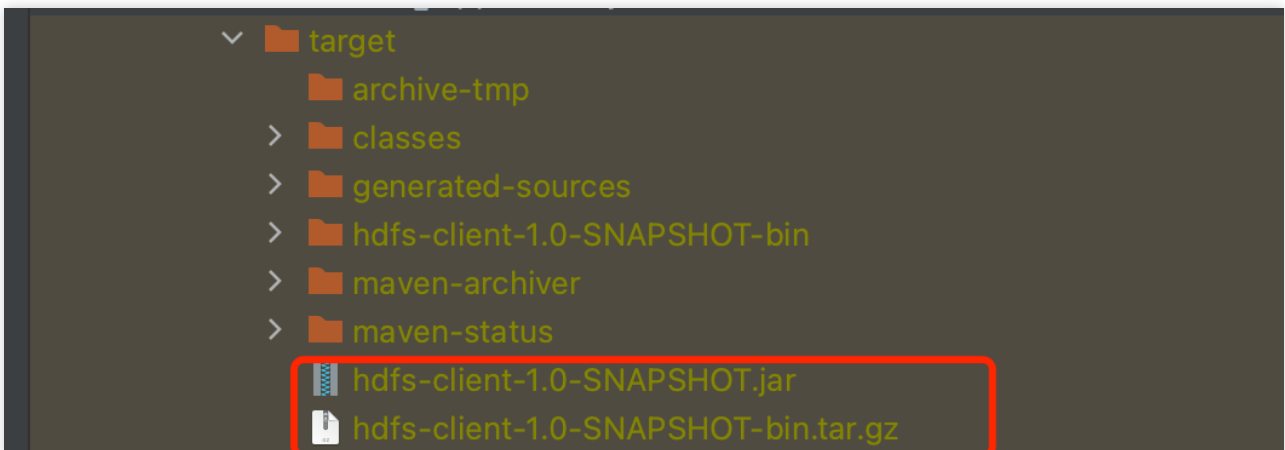 target
archive-tmp
classes
generated-sources
hdfs-client-1.0-SNAPSHOT-bin
maven-archiver
maven-status
hdfs-client-1.0-SNAPSHOT.jar
hdfs-client-1.0-SNAPSHOT-bin.tar.gz